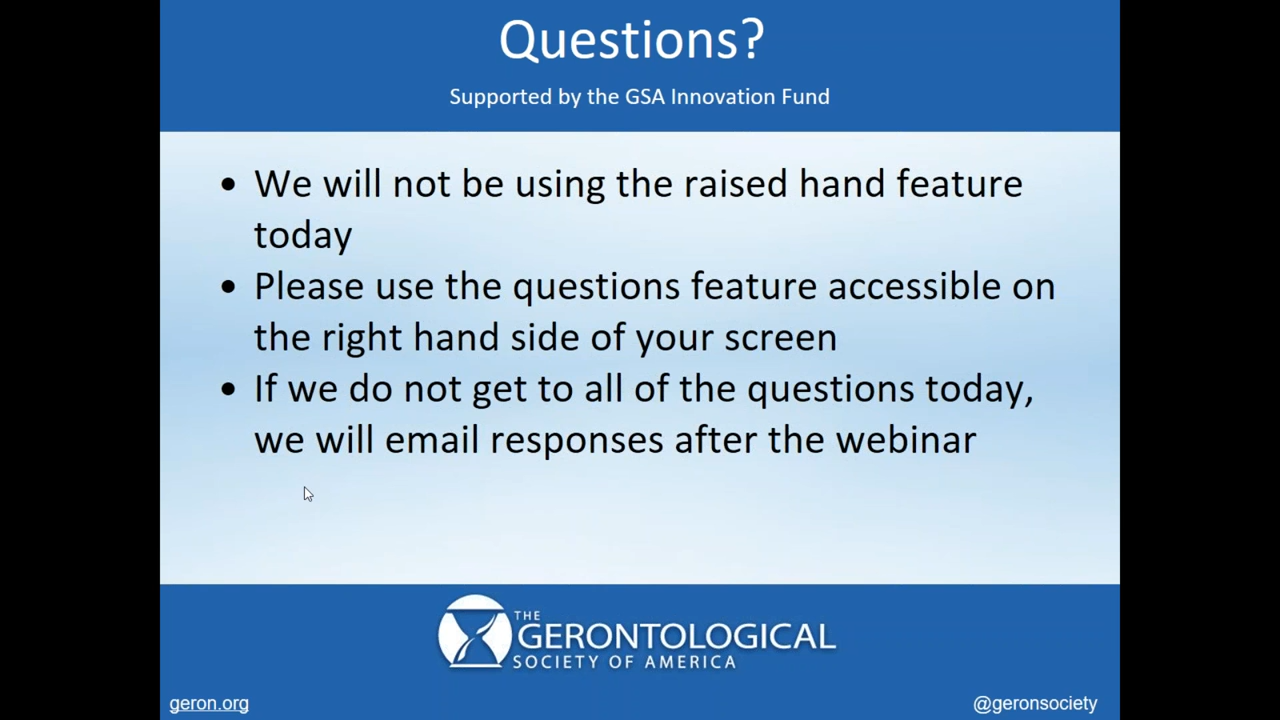 Questions?
Supported by the GSA Innovation Fund
• We will not be using the raised hand feature
today
• Please use the questions feature accessible on
the right hand side of your screen
• If we do not get to all of the questions today,
we will email responses after the webinar
THE
GERONTOLOGICAL
SOCIETY OF AMERICA
geron.org
@geronsociety